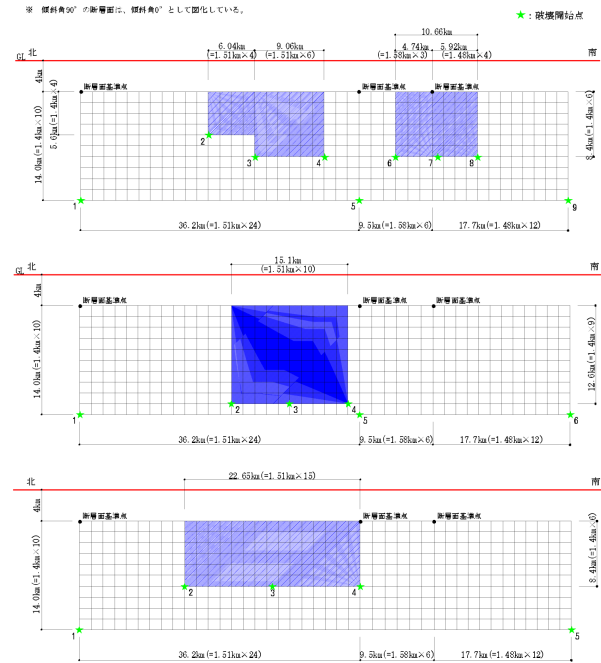 ※ 傾斜角90°の断層面は、傾斜角0°として図化している。
★：破壊開始点
10.66km
6.04km 9.06km 4.74km 5.92km
(=1.51km×4) (=1.51km×6) (=1.58km×3) (=1.48km×4)
GL 北 南
4km
断層面基準点 断層面基準点 断層面基準点
14.0km(=1.4km×10)
5.6km(=1.4km×4)
8.4km(=1.4km×6)
2
3 4 6 7 8
1 5 9
36.2km(=1.51km×24) 9.5km(=1.58km×6) 17.7km(=1.48km×12)
15.1km
(=1.51km×10)
GL 北 南
4km
断層面基準点 断層面基準点 断層面基準点
14.0km(=1.4km×10)
12.6km(=1.4km×9)
2 3 4
1 5 6
36.2km(=1.51km×24) 9.5km(=1.58km×6) 17.7km(=1.48km×12)
22.65km(=1.51km×15)
北 南
4km
断層面基準点 断層面基準点 断層面基準点
14.0km(=1.4km×10)
8.4km(=1.4km×6)
2 3 4
1 5
36.2km(=1.51km×24) 9.5km(=1.58km×6) 17.7km(=1.48km×12)